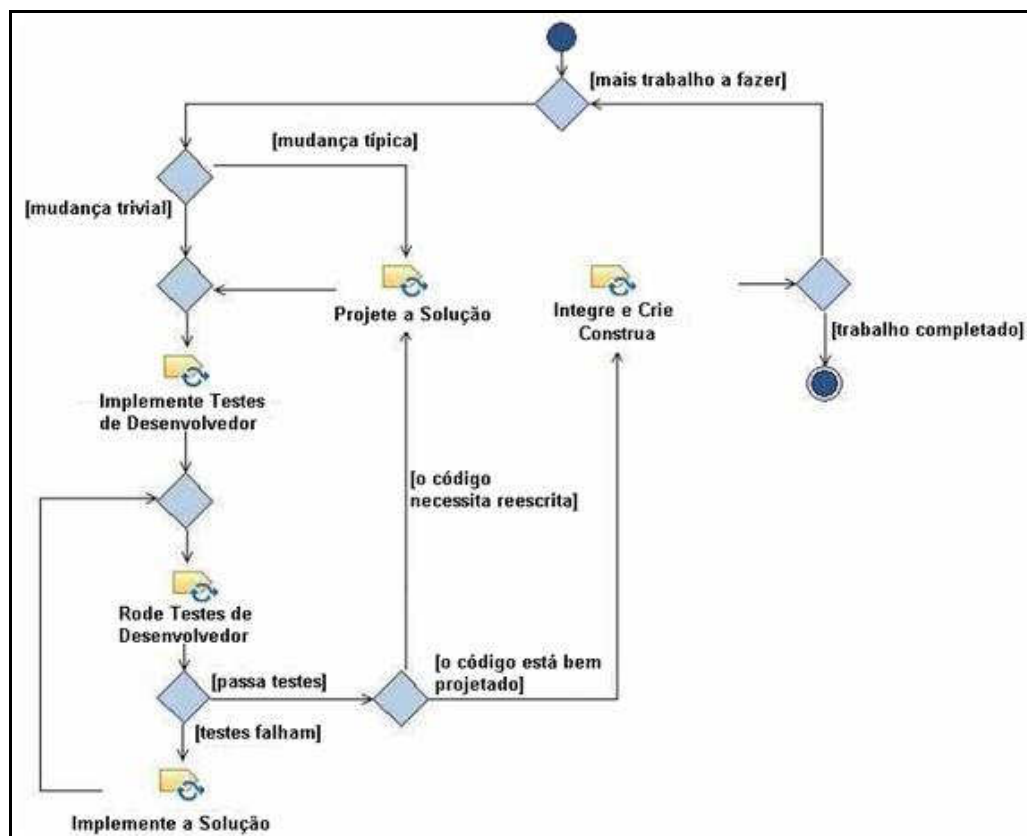 [mais trabalho a fazer]
[mudança típica]
[mudança trivial]
Projete a Solução
Integre e Crie
Construa
[trabalho completado]
Implemente Testes
de Desenvolvedor
[o código
necessita reescrita]
Rode Testes de
Desenvolvedor
[o código está bem
projetado]
[passa testes]
[testes falham]
Implemente a Solução